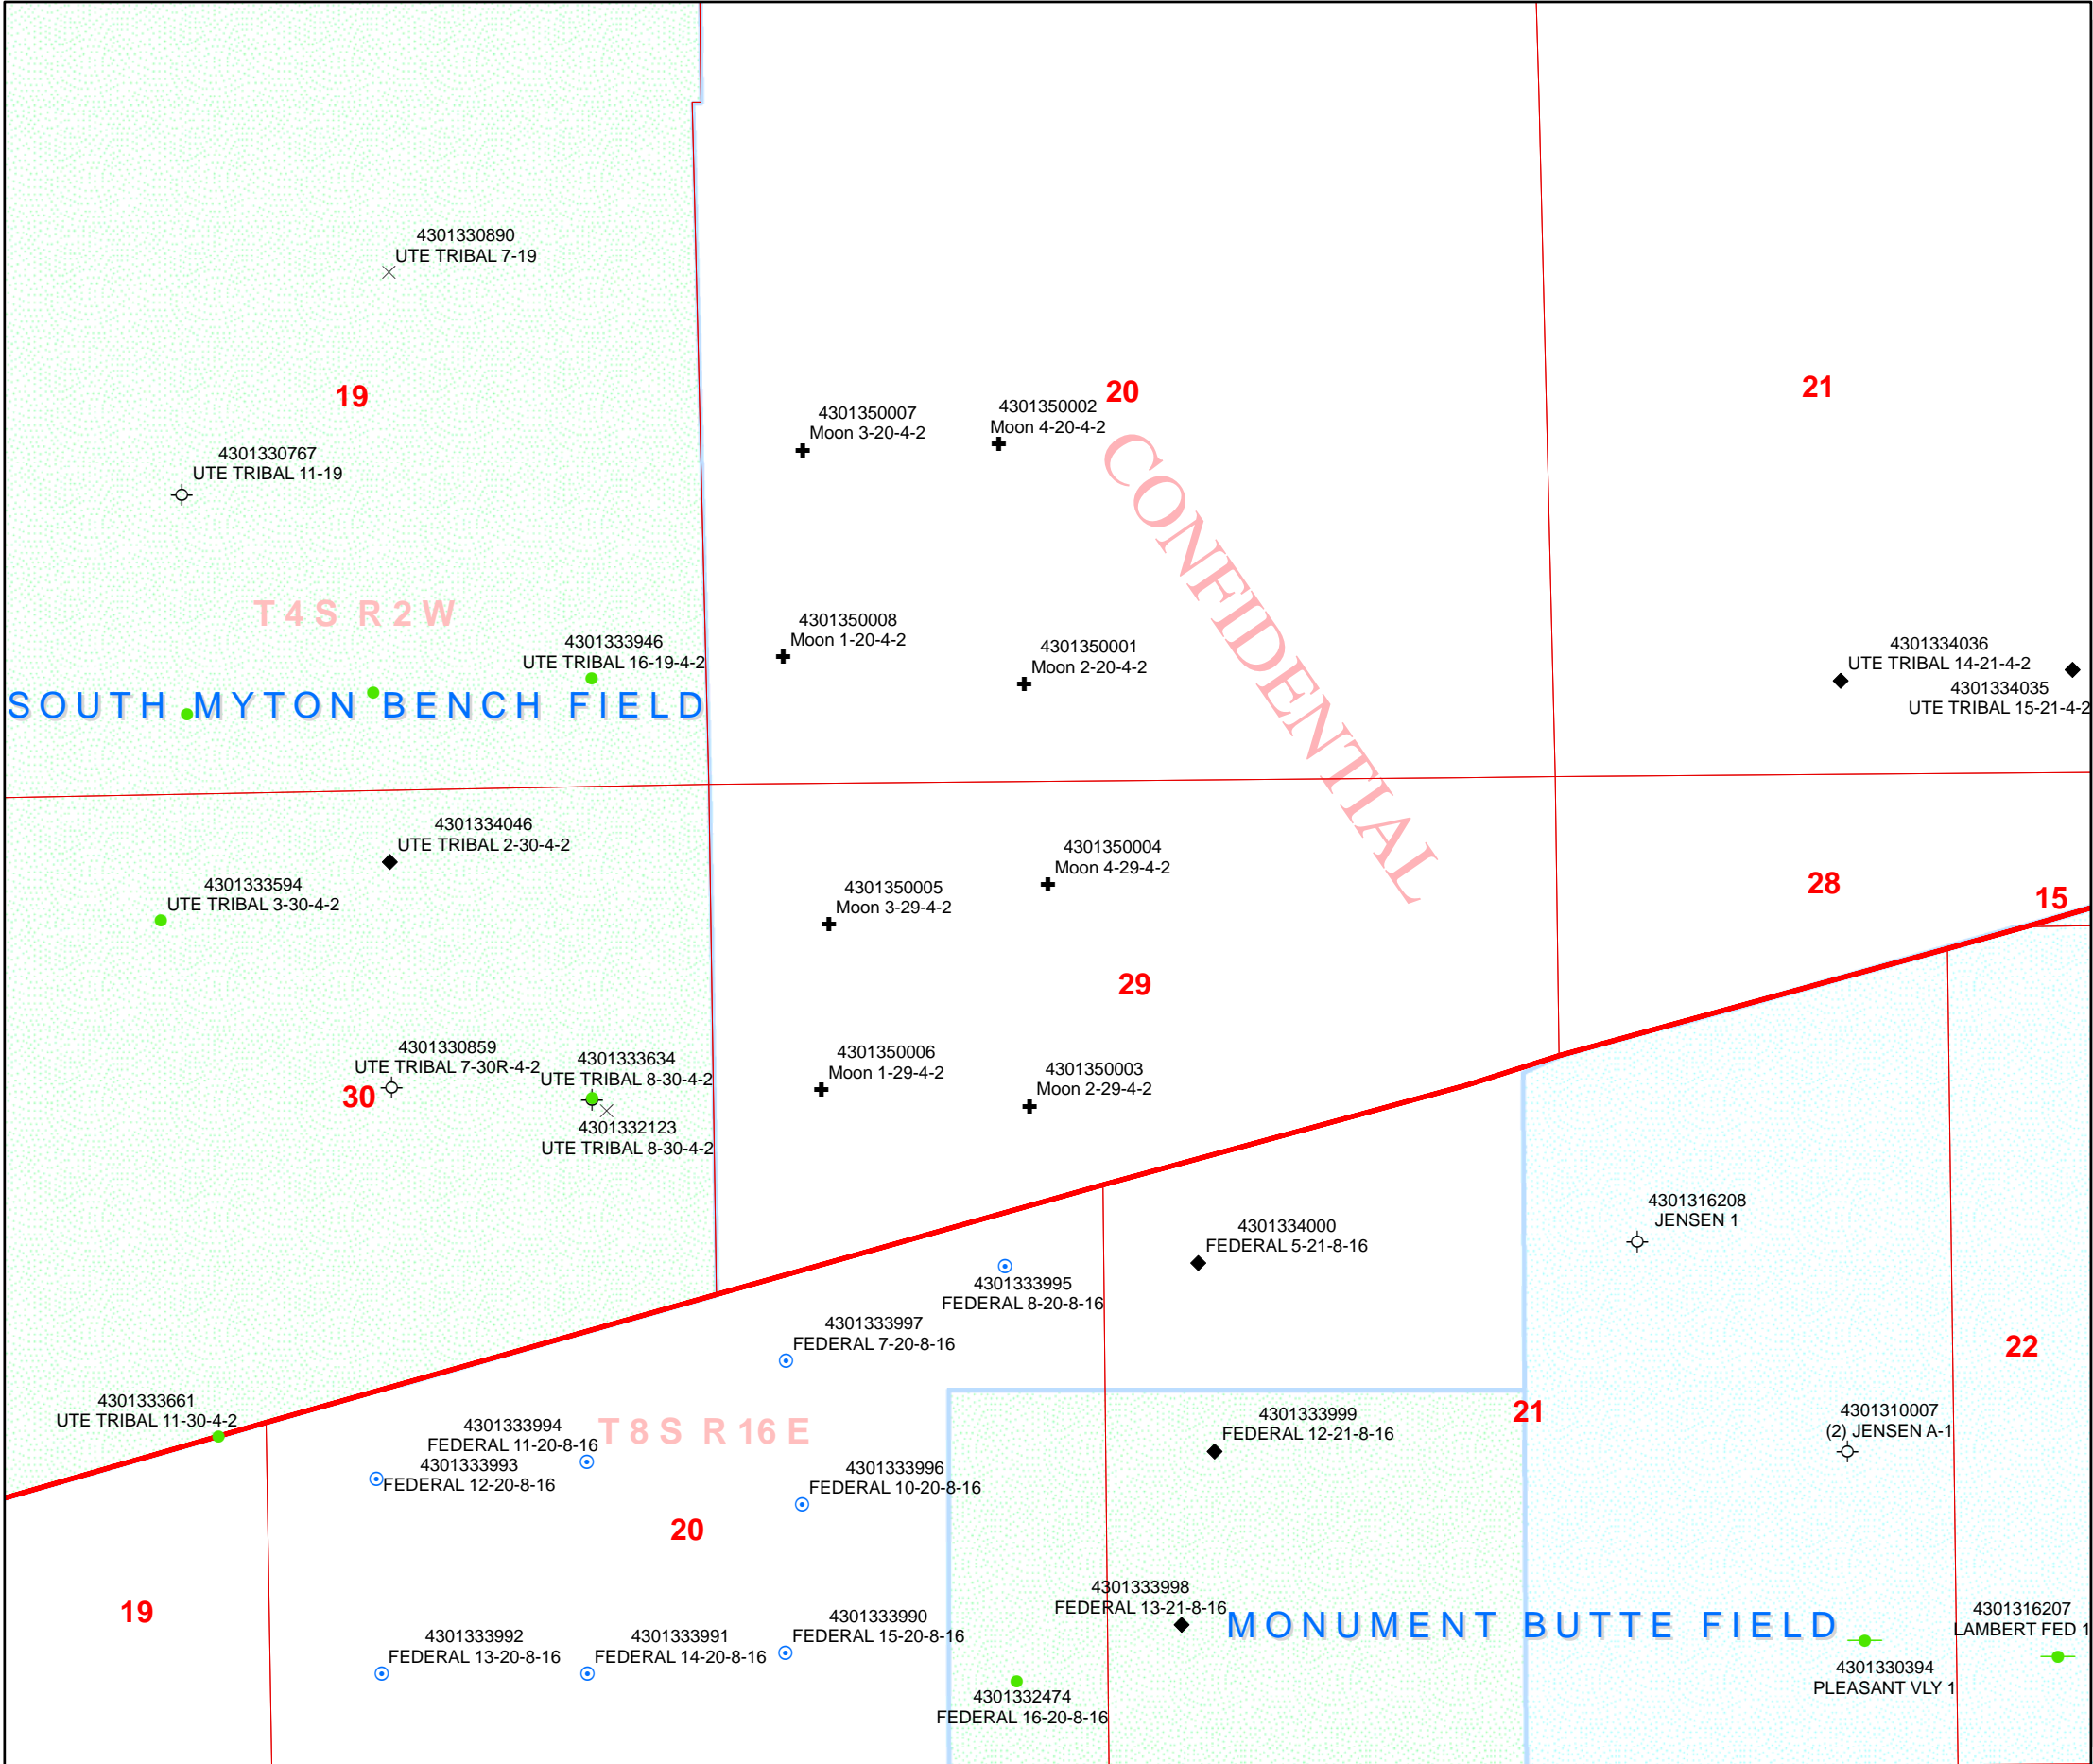 4301330890
UTE TRIBAL 7-19
19
20
21
4301350007
Moon 3-20-4-2
4301350002
Moon 4-20-4-2
4301330767
UTE TRIBAL 11-19
CONFIDENTIAL
T 4 S R 2 W
4301333946
UTE TRIBAL 16-19-4-2
4301350008
Moon 1-20-4-2
4301350001
Moon 2-20-4-2
4301334036
UTE TRIBAL 14-21-4-2
4301334035
UTE TRIBAL 15-21-4-2
SOUTH MYTON BENCH FIELD
4301334046
UTE TRIBAL 2-30-4-2
4301333594
UTE TRIBAL 3-30-4-2
4301350005
Moon 3-29-4-2
4301350004
Moon 4-29-4-2
28
15
29
4301330859
UTE TRIBAL 7-30R-4-2
30
4301333634
UTE TRIBAL 8-30-4-2
4301332123
UTE TRIBAL 8-30-4-2
4301350006
Moon 1-29-4-2
4301350003
Moon 2-29-4-2
4301316208
JENSEN 1
4301334000
FEDERAL 5-21-8-16
4301333995
FEDERAL 8-20-8-16
4301333997
FEDERAL 7-20-8-16
22
4301333661
UTE TRIBAL 11-30-4-2
4301333994
FEDERAL 11-20-8-16
T 8 S R 16 E
4301333993
FEDERAL 12-20-8-16
4301333999
FEDERAL 12-21-8-16
21
4301310007
(2) JENSEN A-1
4301333996
FEDERAL 10-20-8-16
20
19
4301333998
FEDERAL 13-21-8-16
MONUMENT BUTTE FIELD
4301316207
LAMBERT FED 1
4301333992
FEDERAL 13-20-8-16
4301333991
FEDERAL 14-20-8-16
4301333990
FEDERAL 15-20-8-16
4301330394
PLEASANT VLY 1
4301332474
FEDERAL 16-20-8-16